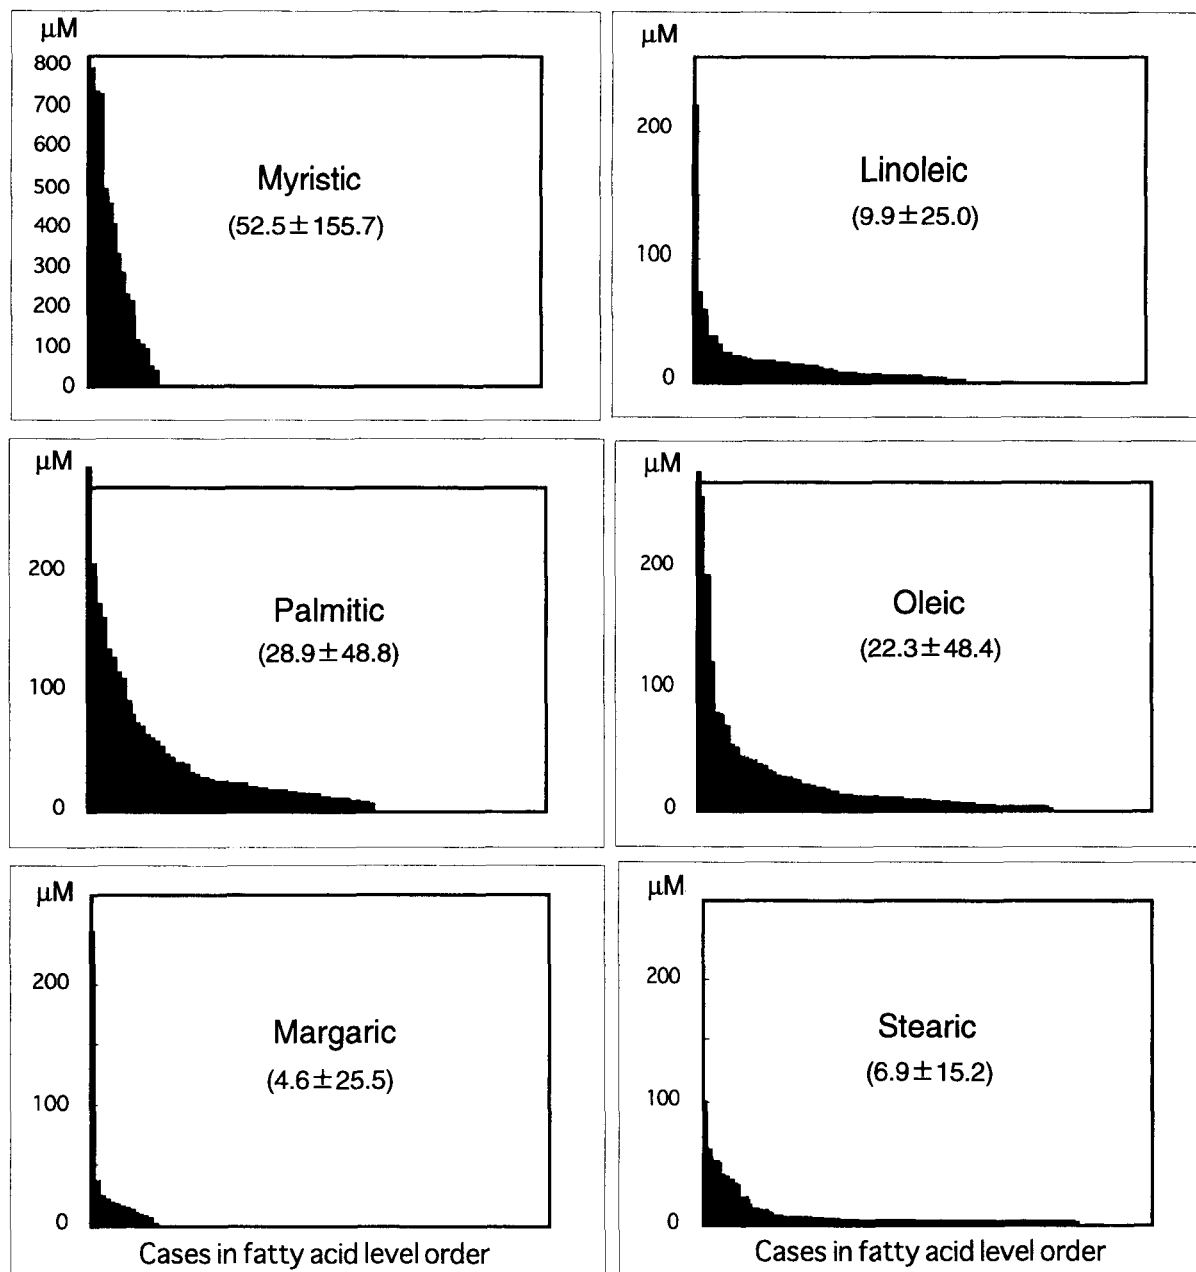 μM
800
700
600
500
400
300
200
100
0
Myristic
(52.5±155.7)
μM
200
100
0
Linoleic
(9.9±25.0)
μM
200
100
0
Palmitic
(28.9±48.8)
μM
200
100
0
Oleic
(22.3±48.4)
μM
200
100
0
Margaric
(4.6±25.5)
Cases in fatty acid level order
μM
200
100
0
Stearic
(6.9±15.2)
Cases in fatty acid level order